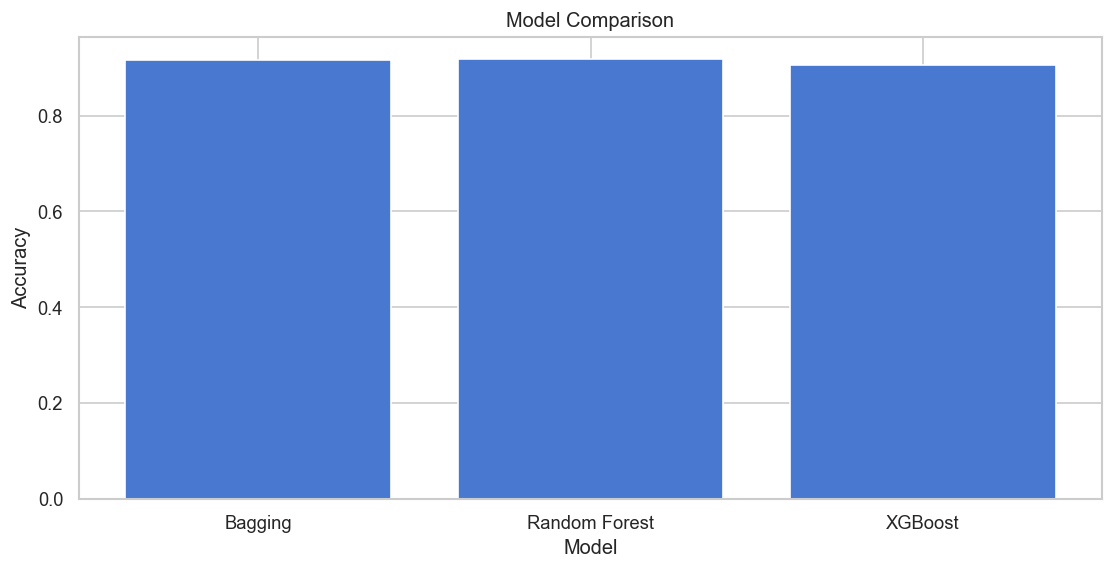 Model Comparison
Accuracy
0.8
0.6
0.4
0.2
0.0
Bagging
Random Forest
XGBoost
Model